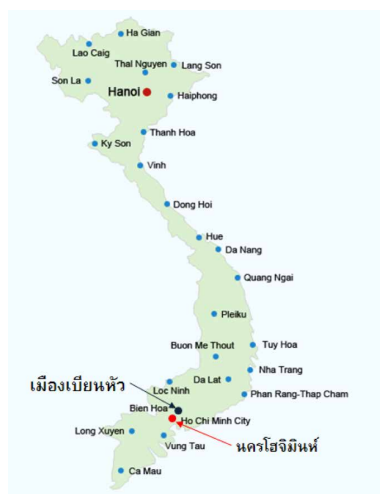 Ha Gian
Lao Caig
Thai Nguyen
Lang Son
Son La
Hanoi
Haiphong
Thanh Hoa
Ky Son
Vinh
Dong Hoi
Hue
Da Nang
Quang Ngai
Pleiku
Buon Me Thout
Tuy Hoa
Nha Trang
เมืองเบียนหัว
Da Lat
Loc Ninh
Phan Rang-Thap Cham
Bien Hoa
Ho Chi Minh City
Long Xuyen
Vung Tau
นครโฮจิมินห์
Ca Mau